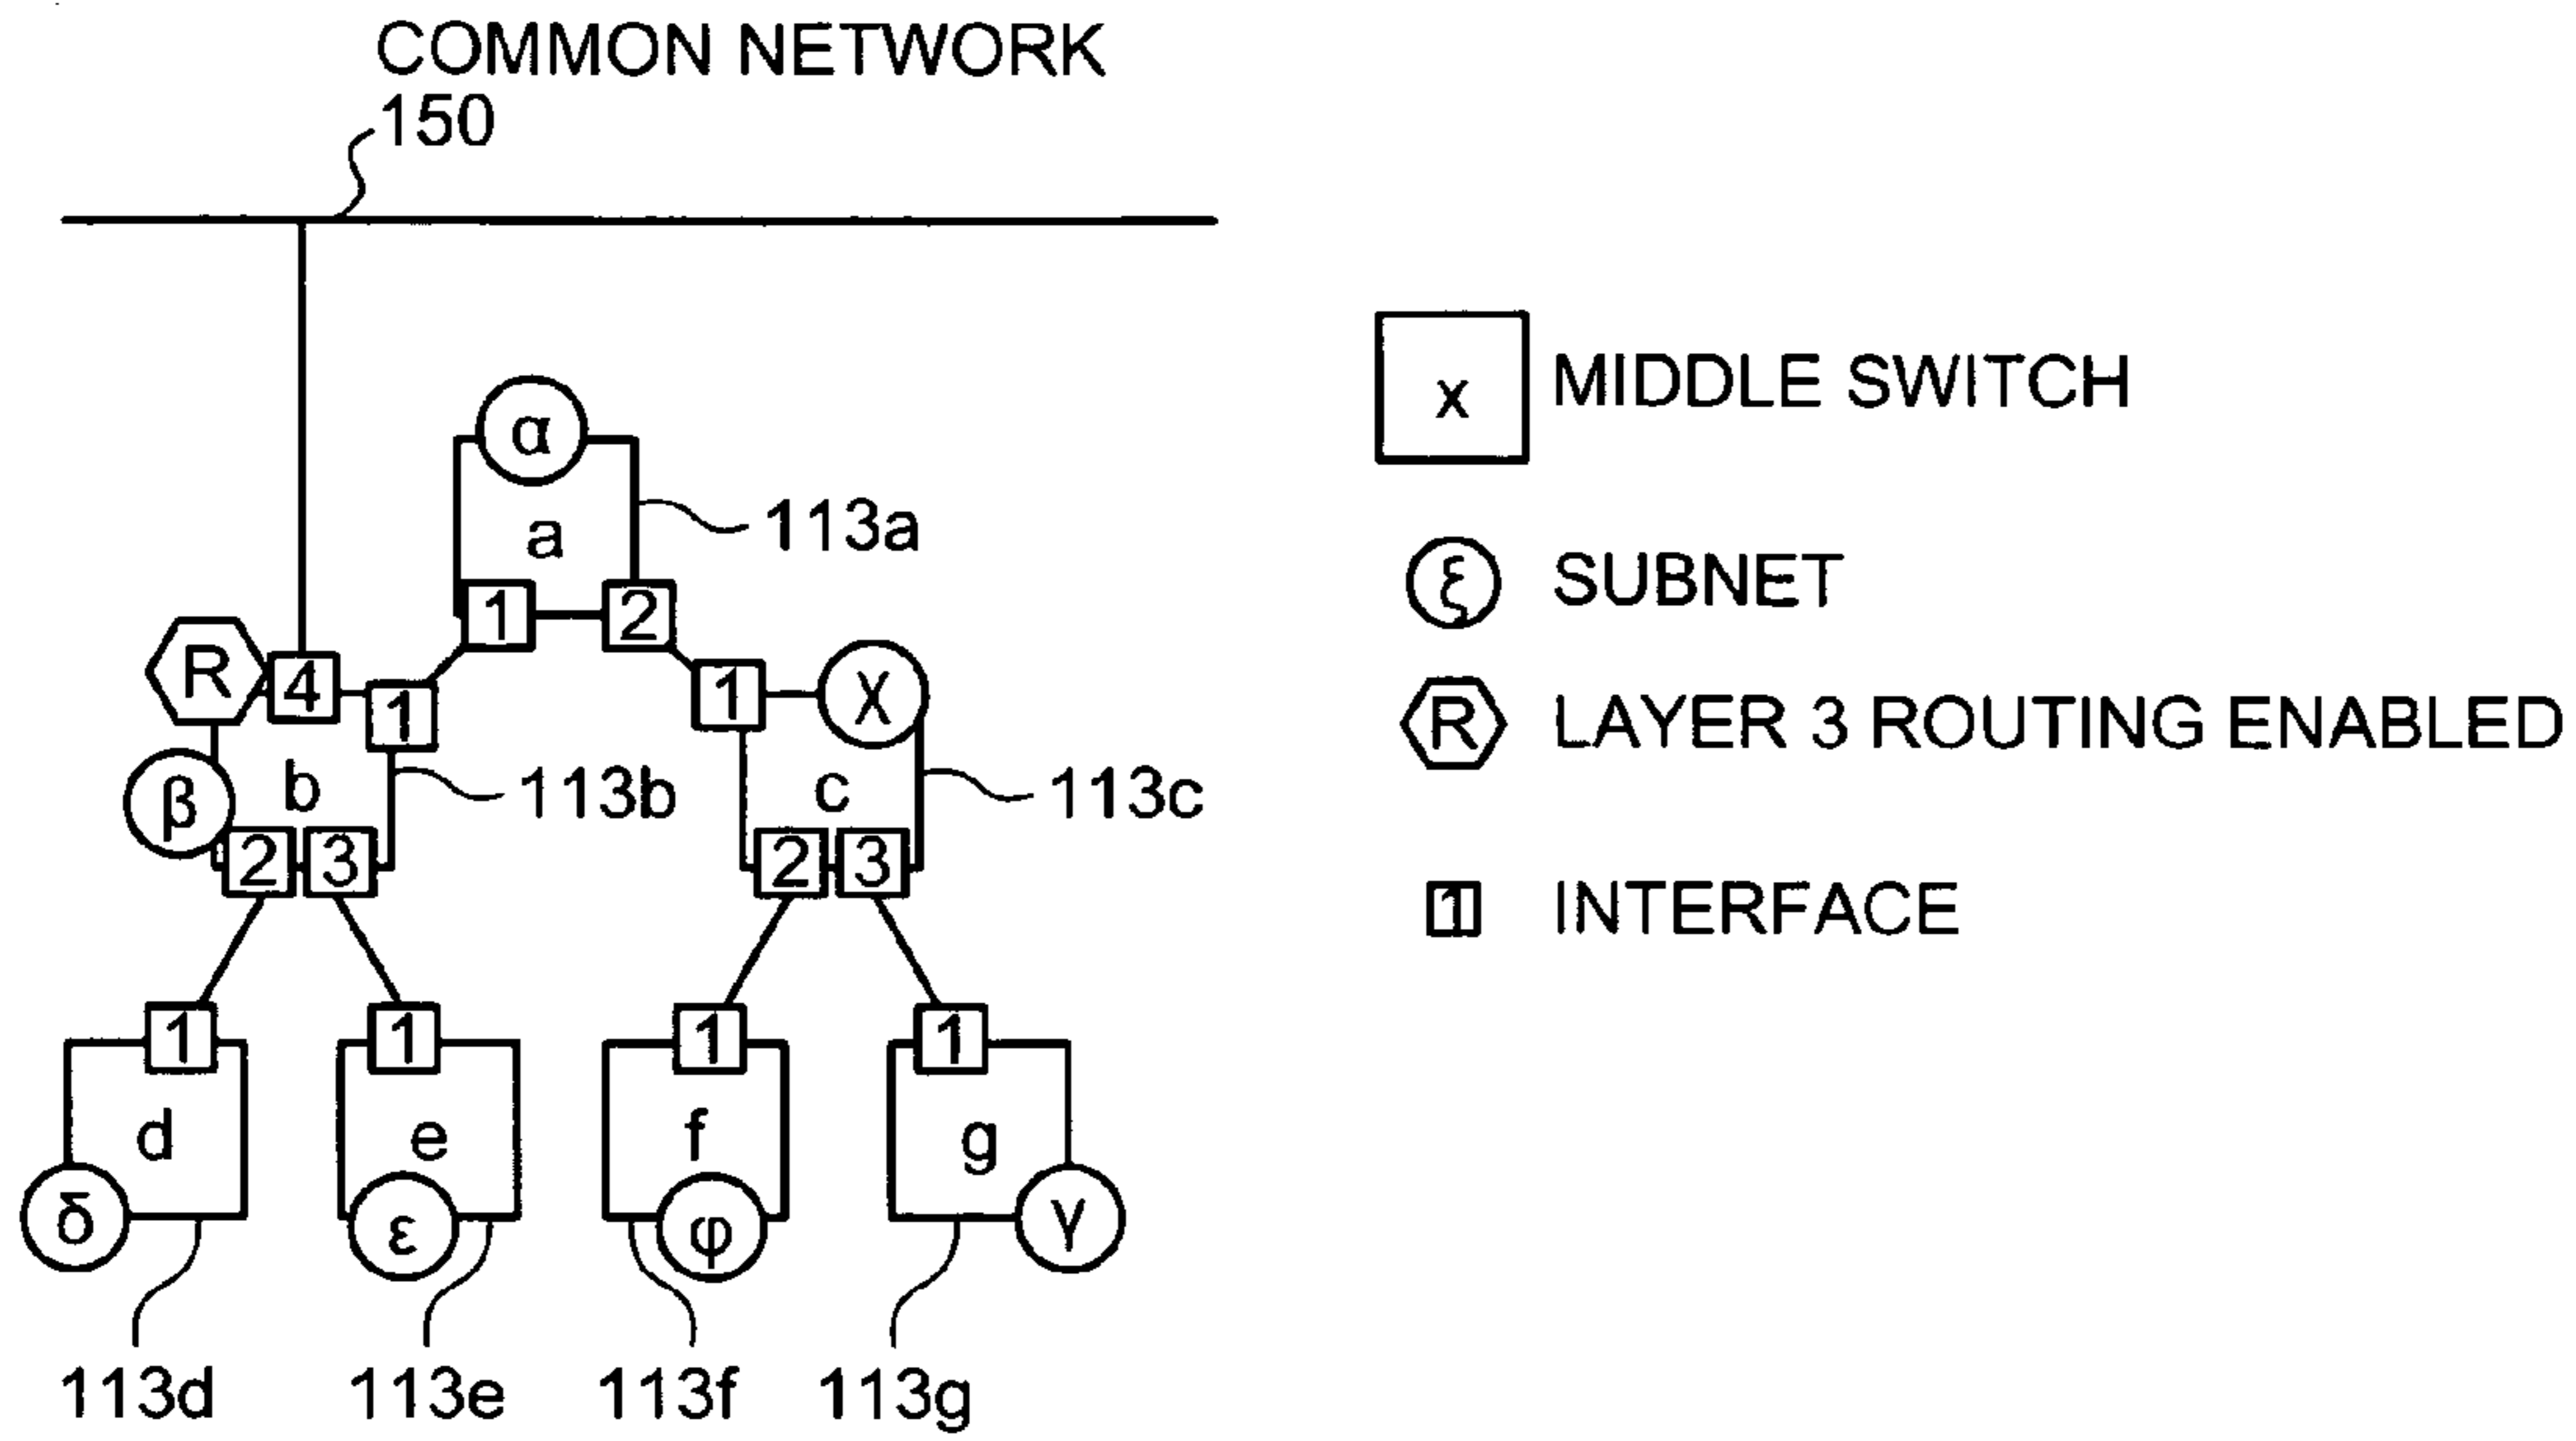 COMMON NETWORK
150
α
a
113a
1 2
R 4 1
1 χ
β b 113b
c 113c
2 3
2 3
1 1 1 1
d e f g
δ ε φ γ
113d 113e 113f 113g
x MIDDLE SWITCH
ξ SUBNET
R LAYER 3 ROUTING ENABLED
1 INTERFACE